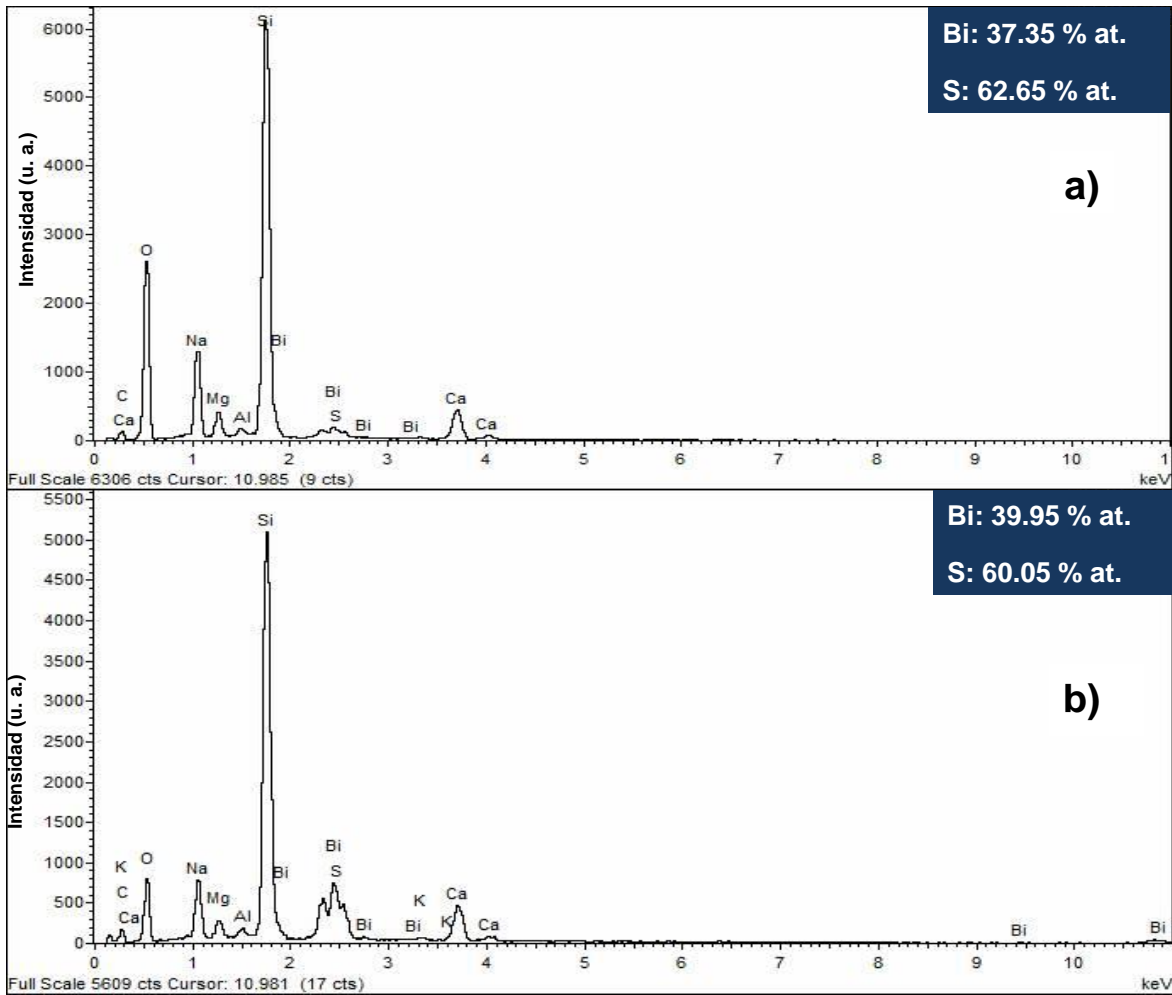 Bi: 37.35 % at.
S: 62.65 % at.
a)
Intensidad (u. a.)
6000
5000
4000
3000
2000
1000
0
Si
O
Na
Bi
C
Ca
Mg
Al
Bi
S
Bi
Bi
Ca
Ca
0 1 2 3 4 5 6 7 8 9 10 1
Full Scale 6306 cts Cursor: 10.985 (9 cts)
keV
Bi: 39.95 % at.
S: 60.05 % at.
b)
Intensidad (u. a.)
5500
5000
4500
4000
3500
3000
2500
2000
1500
1000
500
0
Si
K
O
C
Ca
Na
Mg
Al
Bi
Bi
S
Bi
K
Bi
K
Ca
Ca
Bi
Bi
0 1 2 3 4 5 6 7 8 9 10
Full Scale 5609 cts Cursor: 10.981 (17 cts)
keV